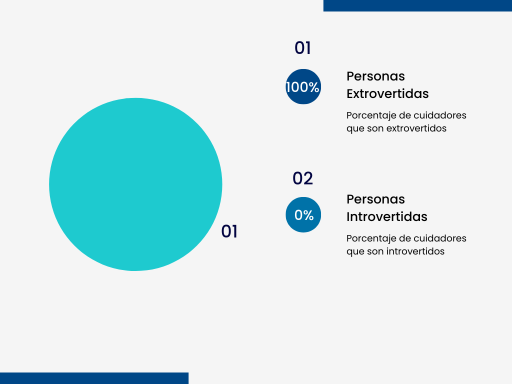 01
100%
Personas
Extrovertidas
Porcentaje de cuidadores
que son extrovertidos
02
0%
Personas
Introvertidas
Porcentaje de cuidadores
que son introvertidos
01